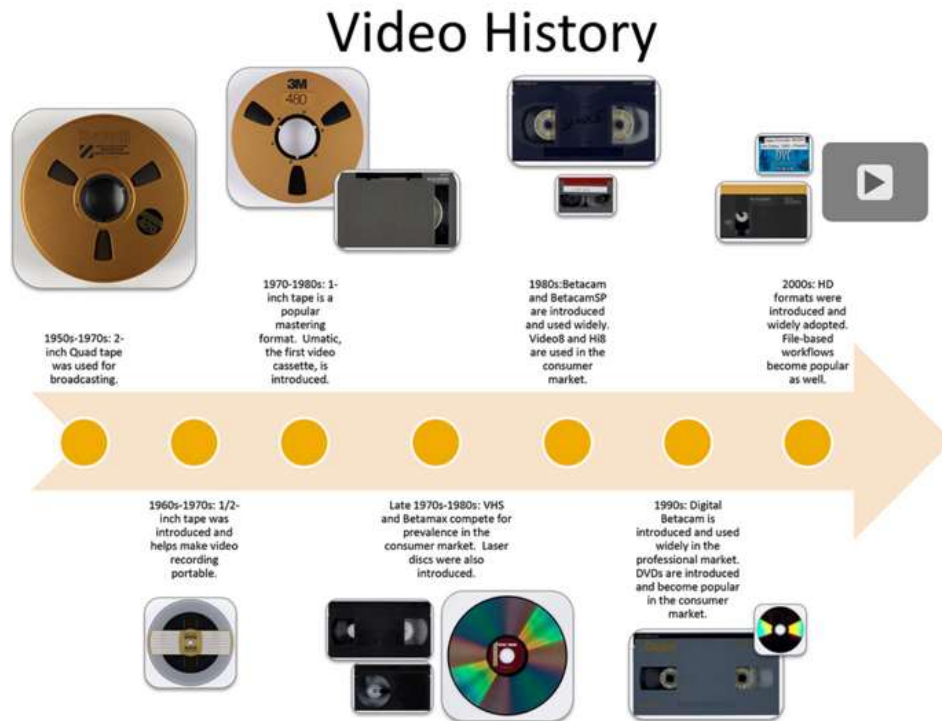 Video History
3M
480
1970-1980s: 1-
inch tape is a
popular
mastering
format.  Umatic,
the first video
cassette, is
introduced.
1980s:Betacam
and BetacamSP
are introduced
and used widely.
Video8 and Hi8
are used in the
consumer
market.
2000s: HD
formats were
introduced and
widely adopted.
File-based
workflows
become popular
as well.
1950s-1970s: 2-
inch Quad tape
was used for
broadcasting.
1960s-1970s: 1/2-
inch tape was
introduced and
helps make video
recording
portable.
Late 1970s-1980s: VHS
and Betamax compete for
prevalence in the
consumer market.  Laser
discs were also
introduced.
1990s: Digital
Betacam is
introduced and used
widely in the
professional market.
DVDs are introduced
and become popular
in the consumer
market.